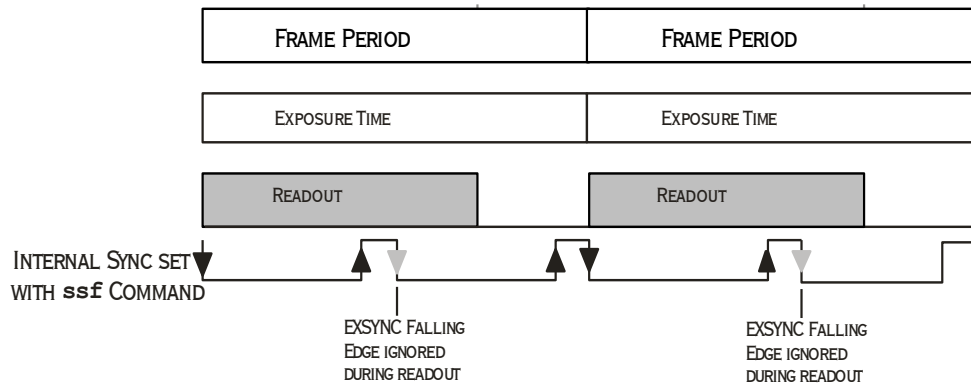 FRAME PERIOD
FRAME PERIOD
EXPOSURE TIME
EXPOSURE TIME
READOUT
READOUT
INTERNAL SYNC SET
WITH ssf COMMAND
EXSYNC FALLING
EDGE IGNORED
DURING READOUT
EXSYNC FALLING
EDGE IGNORED
DURING READOUT